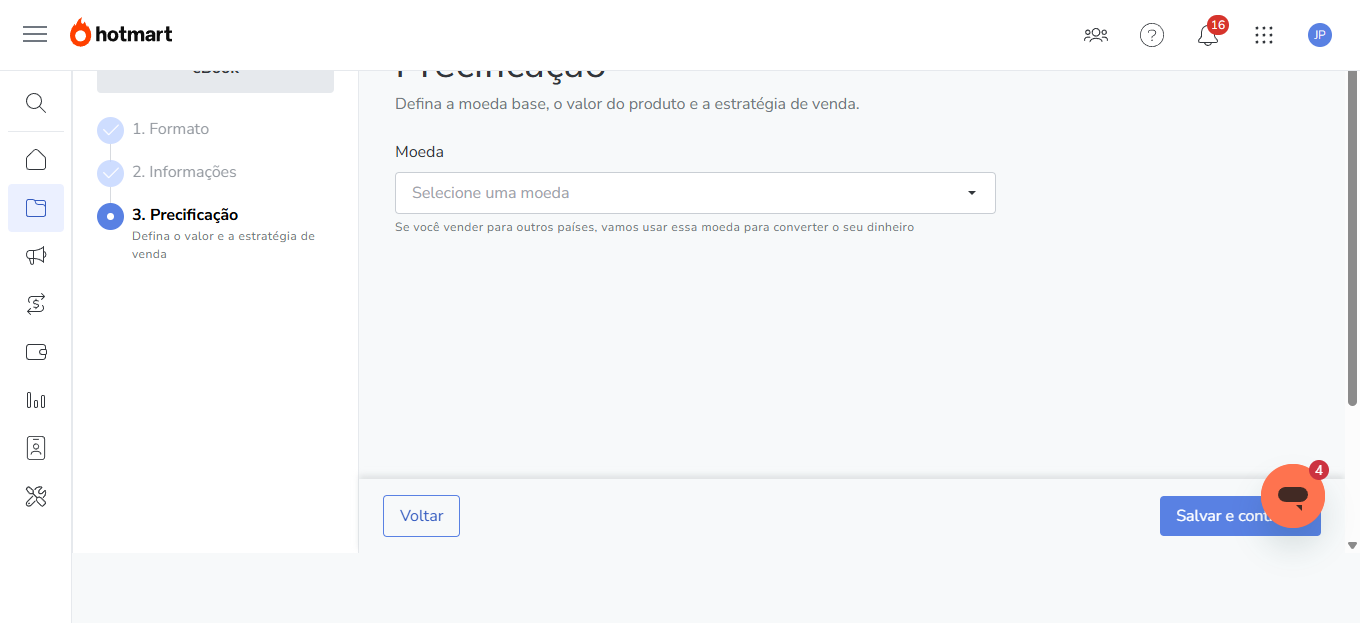 hotmart
16
JP
eBook
1. Formato
2. Informações
3. Precificação
Defina o valor e a estratégia de
venda
Precificação
Defina a moeda base, o valor do produto e a estratégia de venda.
Moeda
Selecione uma moeda
Se você vender para outros países, vamos usar essa moeda para converter o seu dinheiro
Voltar
Salvar e cont
4